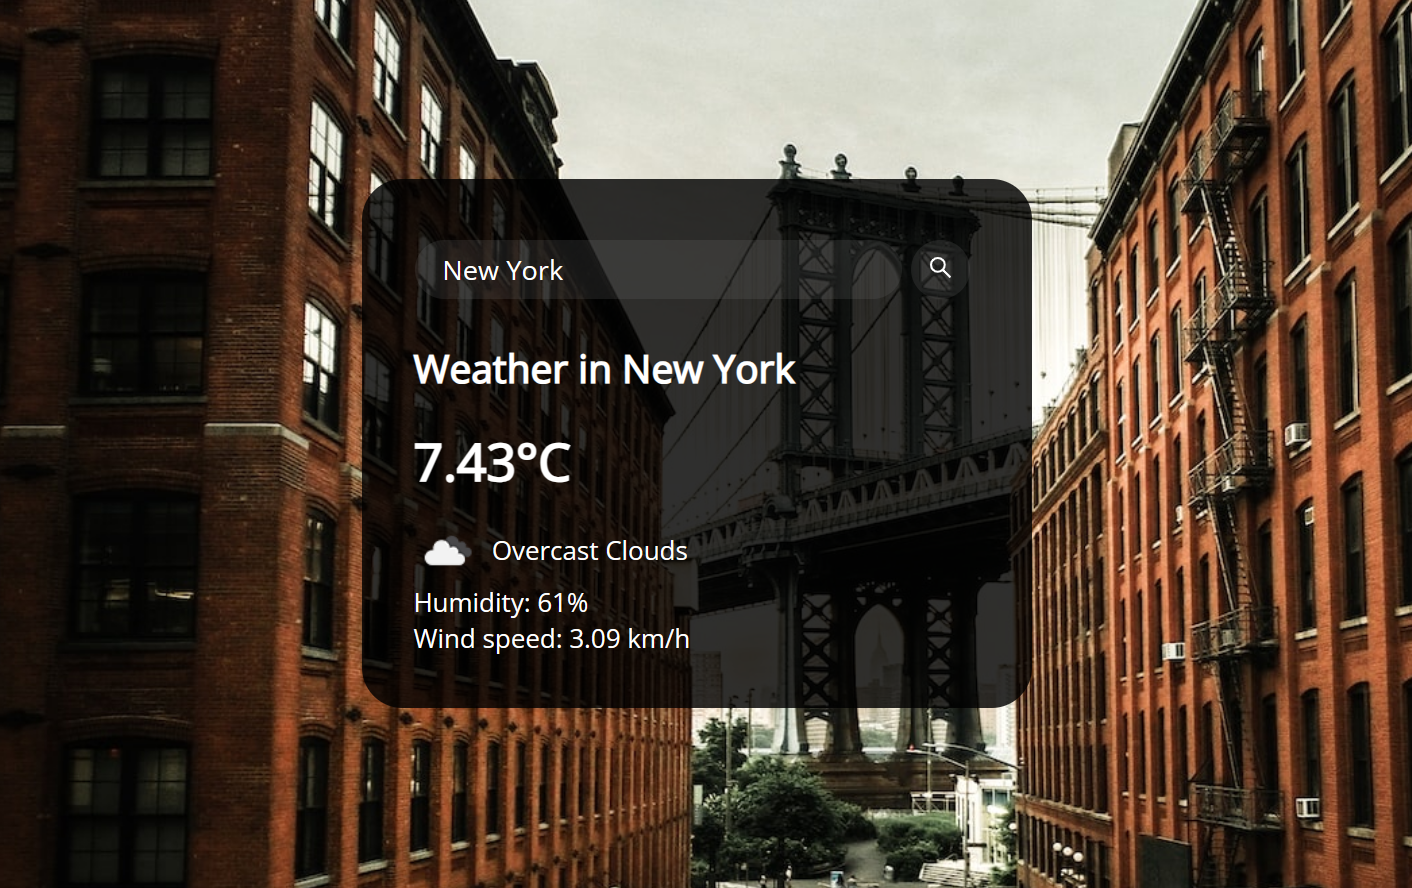 New York
Weather in New York
7.43°C
Overcast Clouds
Humidity: 61%
Wind speed: 3.09 km/h